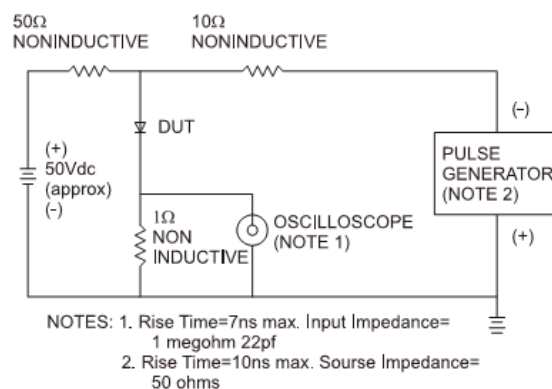 50Ω
NONINDUCTIVE
10Ω
NONINDUCTIVE
(+)
50Vdc
(approx)
(-)
DUT
1Ω
NON
INDUCTIVE
OSCILLOSCOPE
(NOTE 1)
(-)
PULSE
GENERATOR
(NOTE 2)
(+)
NOTES: 1. Rise Time=7ns max. Input Impedance=
1 megohm 22pf
2. Rise Time=10ns max. Sourse Impedance=
50 ohms